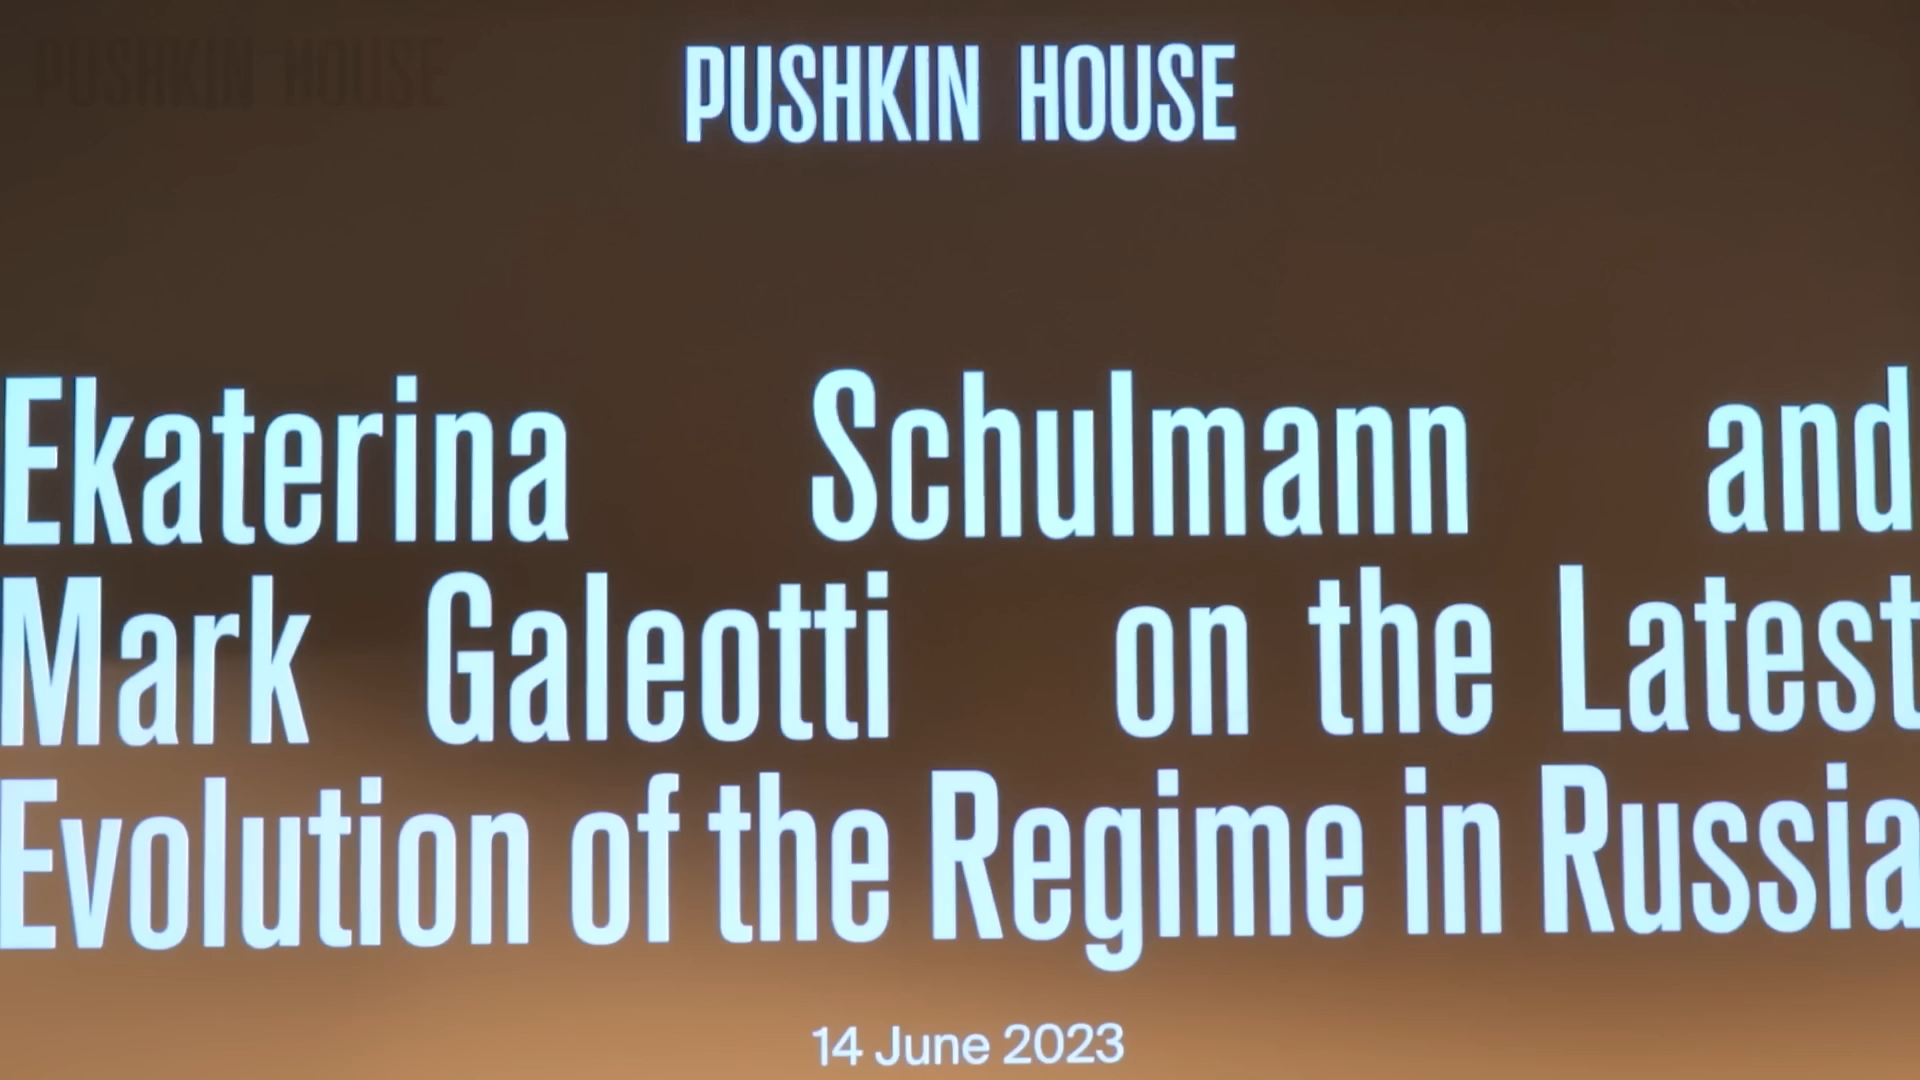 PUSHKIN HOUSE
PUSHKIN HOUSE
Ekaterina Schulmann and
Mark Galeotti on the Latest
Evolution of the Regime in Russia
14 June 2023